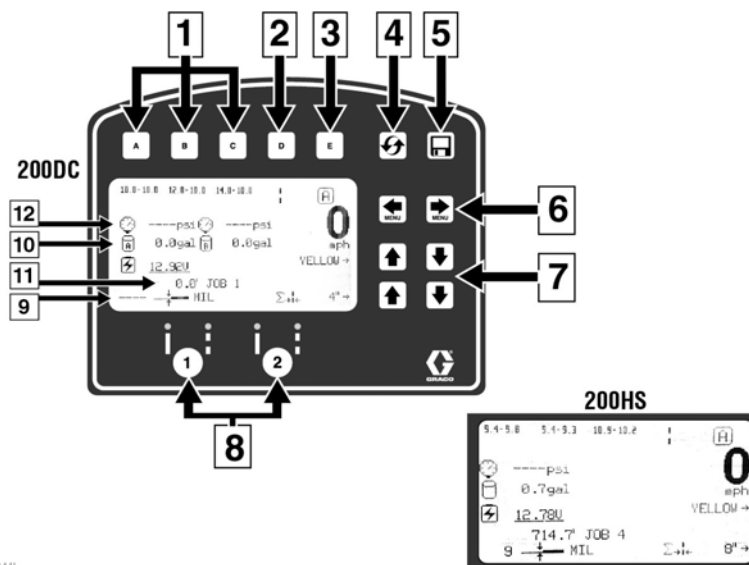 1 2 3 4 5
200DC
A B C D E
10.0-10.0 12.0-10.0 14.0-10.0
A
12
----psi ----psi
0
mph
10
A 0.0gal B 0.0gal
MENU MENU
6
YELLOW→
12.92V
11
0.0' JOB 1
7
9
---- MIL Σ 4"→
1 2
GRACO
8
200HS
5.4-5.8 5.4-5.3 10.9-10.2
A
----psi
0
mph
0.7gal
YELLOW→
12.78V
714.7' JOB 4
9 MIL Σ 8"→